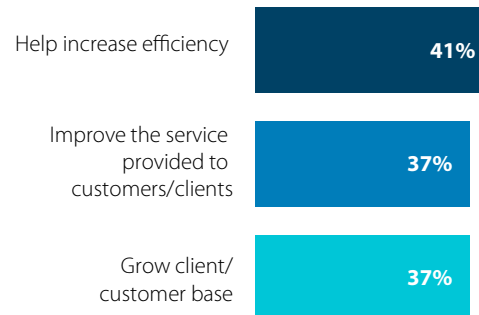 Help increase efficiency
41%
Improve the service
provided to
customers/clients
37%
Grow client/
customer base
37%